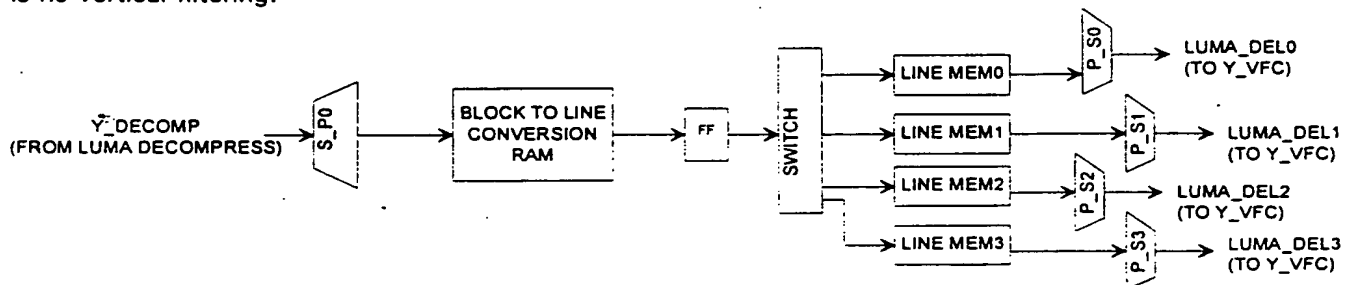 is no vertical filtering.
Y_DECOMP
(FROM LUMA DECOMPRESS)
S_P0
BLOCK TO LINE
CONVERSION
RAM
FF
SWITCH
LINE MEM0
P_S0
LUMA_DEL0
(TO Y_VFC)
LINE MEM1
P_S1
LUMA_DEL1
(TO Y_VFC)
LINE MEM2
P_S2
LUMA_DEL2
(TO Y_VFC)
LINE MEM3
P_S3
LUMA_DEL3
(TO Y_VFC)